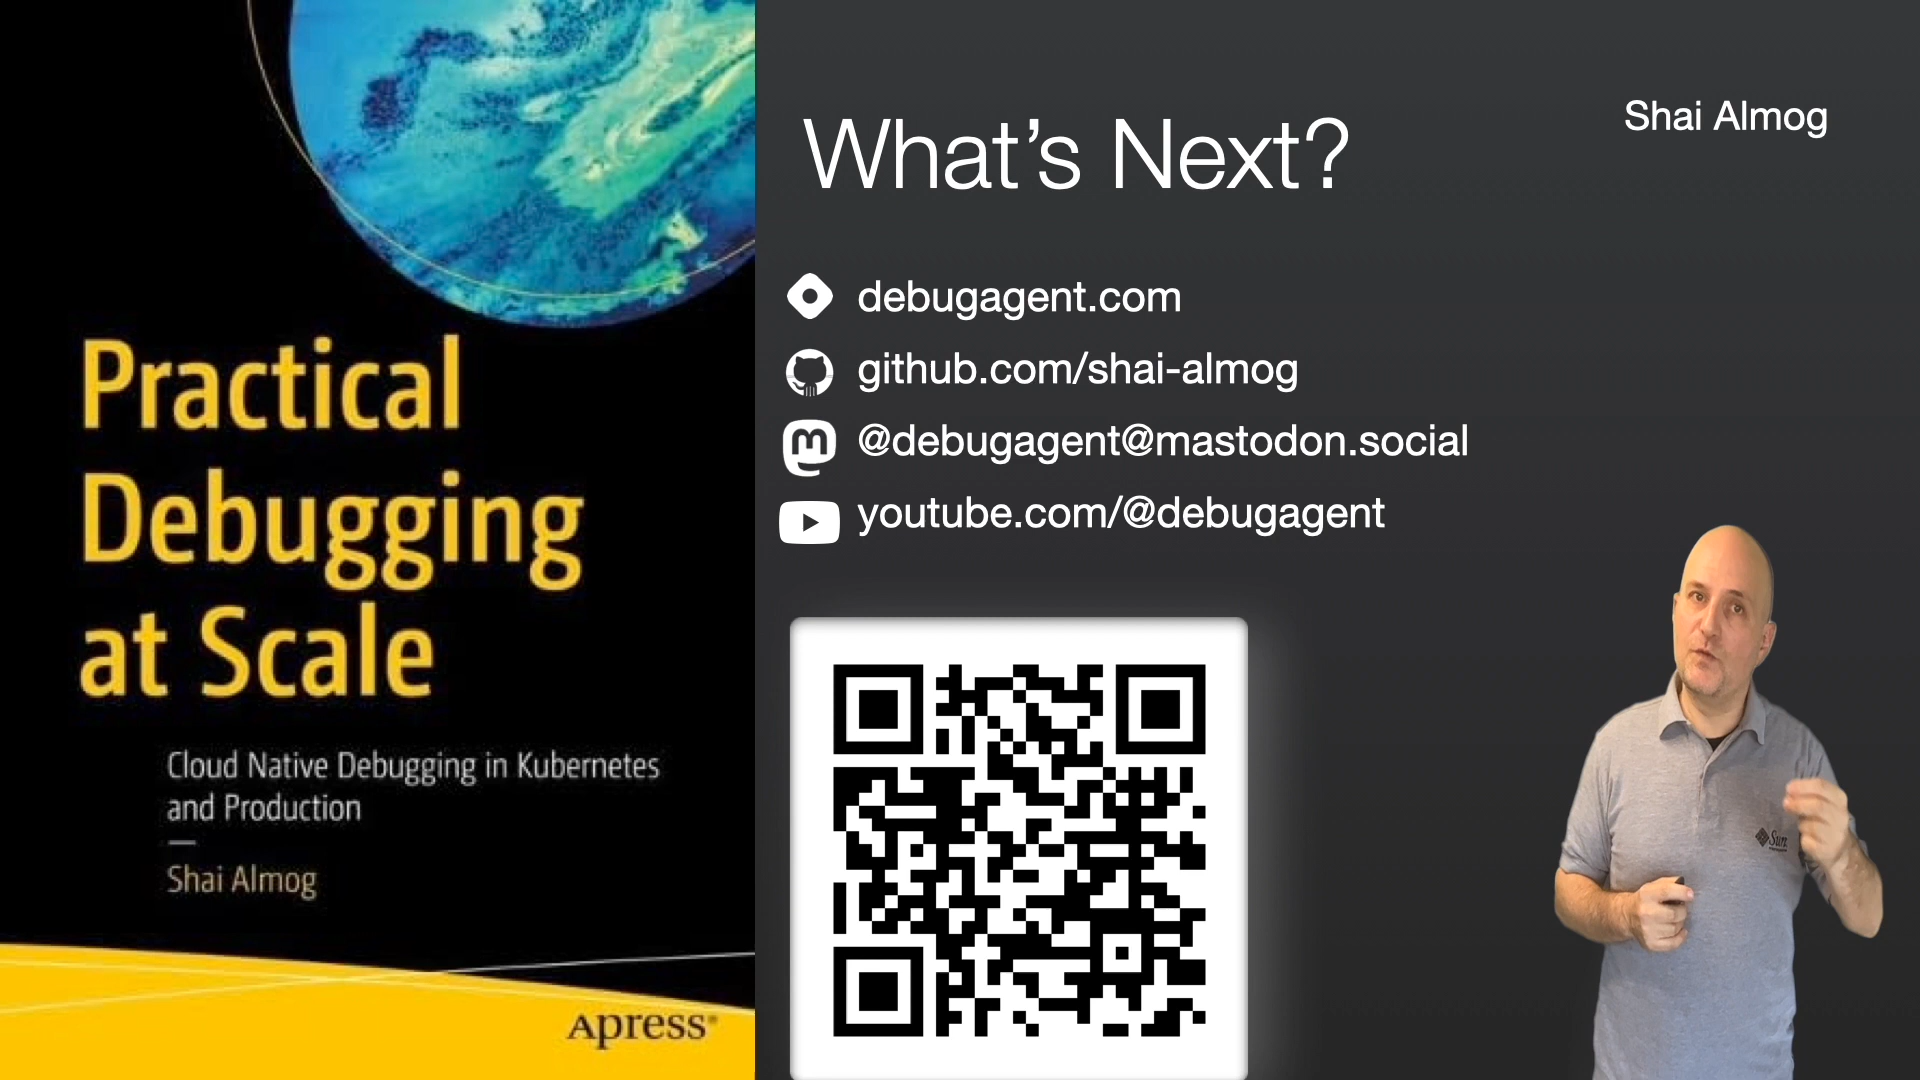 Practical
Debugging
at Scale
Cloud Native Debugging in Kubernetes
and Production
Shai Almog
Apress®
What's Next?
Shai Almog
debugagent.com
github.com/shai-almog
@debugagent@mastodon.social
youtube.com/@debugagent
Sun